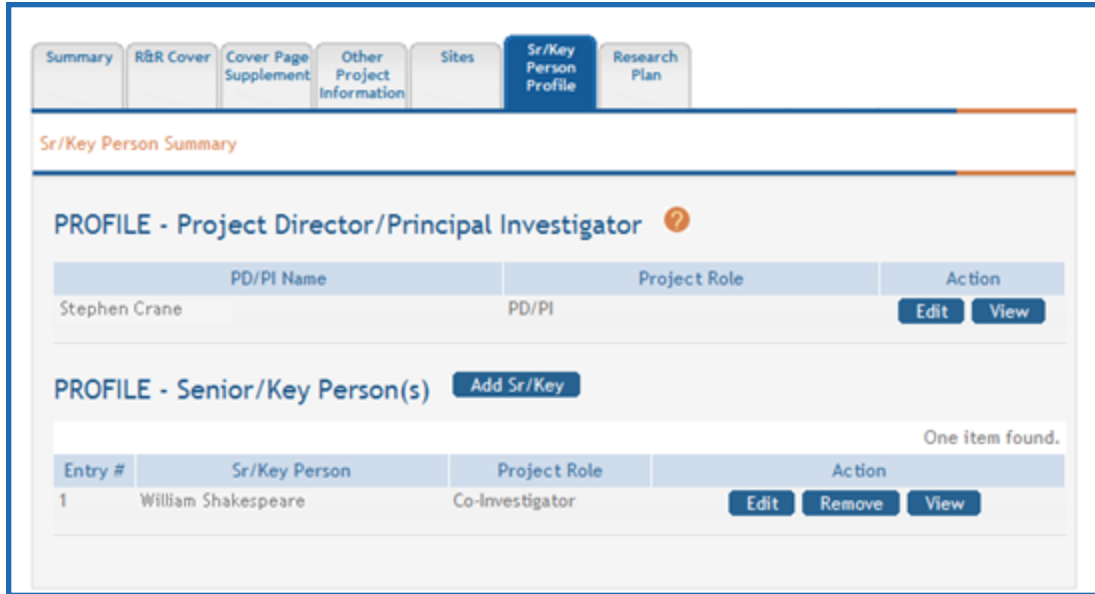 Summary
R&R Cover
Cover Page
Supplement
Other
Project
Information
Sites
Sr/Key
Person
Profile
Research
Plan
Sr/Key Person Summary
PROFILE - Project Director/Principal Investigator ?
PD/PI Name Project Role Action
Stephen Crane PD/PI Edit View
PROFILE - Senior/Key Person(s) Add Sr/Key
One item found.
Entry # Sr/Key Person Project Role Action
1 William Shakespeare Co-Investigator Edit Remove View